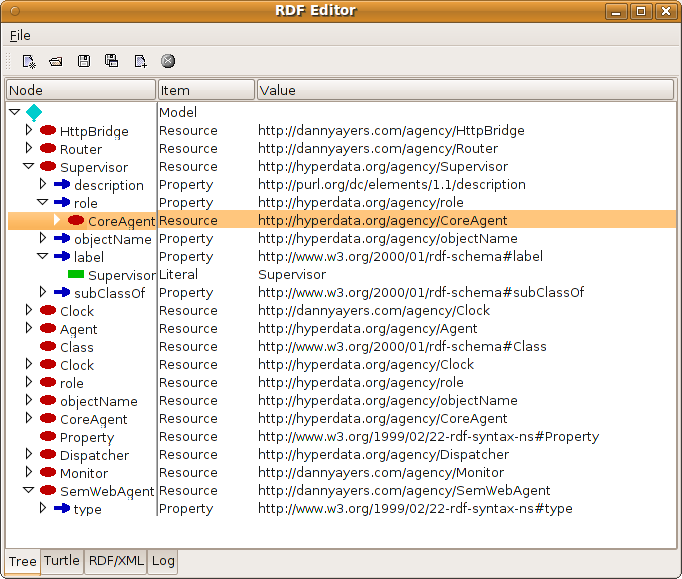 RDF Editor
File
Node Item Value
Model
HttpBridge Resource http://dannyayers.com/agency/HttpBridge
Router Resource http://dannyayers.com/agency/Router
Supervisor Resource http://hyperdata.org/agency/Supervisor
description Property http://purl.org/dc/elements/1.1/description
role Property http://hyperdata.org/agency/role
CoreAgent Resource http://hyperdata.org/agency/CoreAgent
objectName Property http://hyperdata.org/agency/objectName
label Property http://www.w3.org/2000/01/rdf-schema#label
Supervisor Literal Supervisor
subClassOf Property http://www.w3.org/2000/01/rdf-schema#subClassOf
Clock Resource http://dannyayers.com/agency/Clock
Agent Resource http://hyperdata.org/agency/Agent
Class Resource http://www.w3.org/2000/01/rdf-schema#Class
Clock Resource http://hyperdata.org/agency/Clock
role Resource http://hyperdata.org/agency/role
objectName Resource http://hyperdata.org/agency/objectName
CoreAgent Resource http://hyperdata.org/agency/CoreAgent
Property Resource http://www.w3.org/1999/02/22-rdf-syntax-ns#Property
Dispatcher Resource http://hyperdata.org/agency/Dispatcher
Monitor Resource http://dannyayers.com/agency/Monitor
SemWebAgent Resource http://dannyayers.com/agency/SemWebAgent
type Property http://www.w3.org/1999/02/22-rdf-syntax-ns#type
Tree Turtle RDF/XML Log